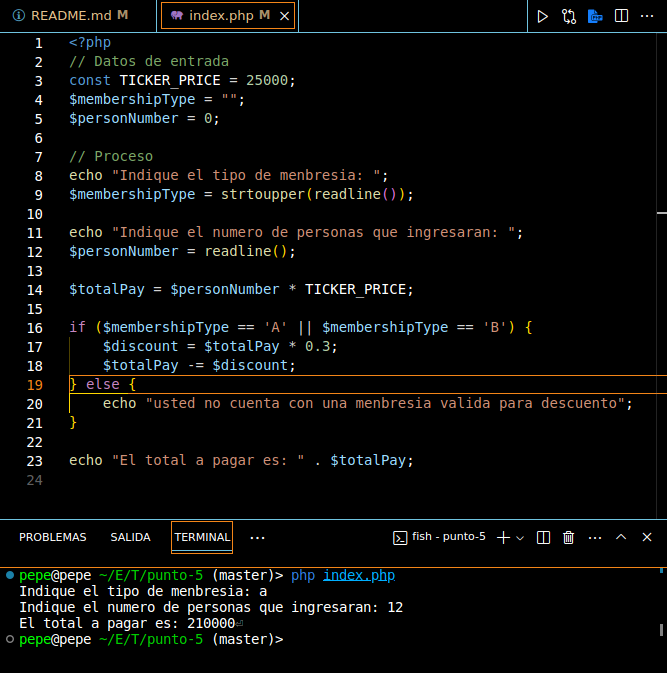 README.md M index.php M
1 <?php
2 // Datos de entrada
3 const TICKER_PRICE = 25000;
4 $membershipType = "";
5 $personNumber = 0;
6
7 // Proceso
8 echo "Indique el tipo de menbresia: ";
9 $membershipType = strtoupper(readline());
10
11 echo "Indique el numero de personas que ingresaran: ";
12 $personNumber = readline();
13
14 $totalPay = $personNumber * TICKER_PRICE;
15
16 if ($membershipType == 'A' || $membershipType == 'B') {
17     $discount = $totalPay * 0.3;
18     $totalPay -= $discount;
19 } else {
20     echo "usted no cuenta con una menbresia valida para descuento";
21 }
22
23 echo "El total a pagar es: " . $totalPay;
24
PROBLEMAS SALIDA TERMINAL ··· fish - punto-5
pepe@pepe ~/E/T/punto-5 (master)> php index.php
Indique el tipo de menbresia: a
Indique el numero de personas que ingresaran: 12
El total a pagar es: 210000⏎
pepe@pepe ~/E/T/punto-5 (master)>